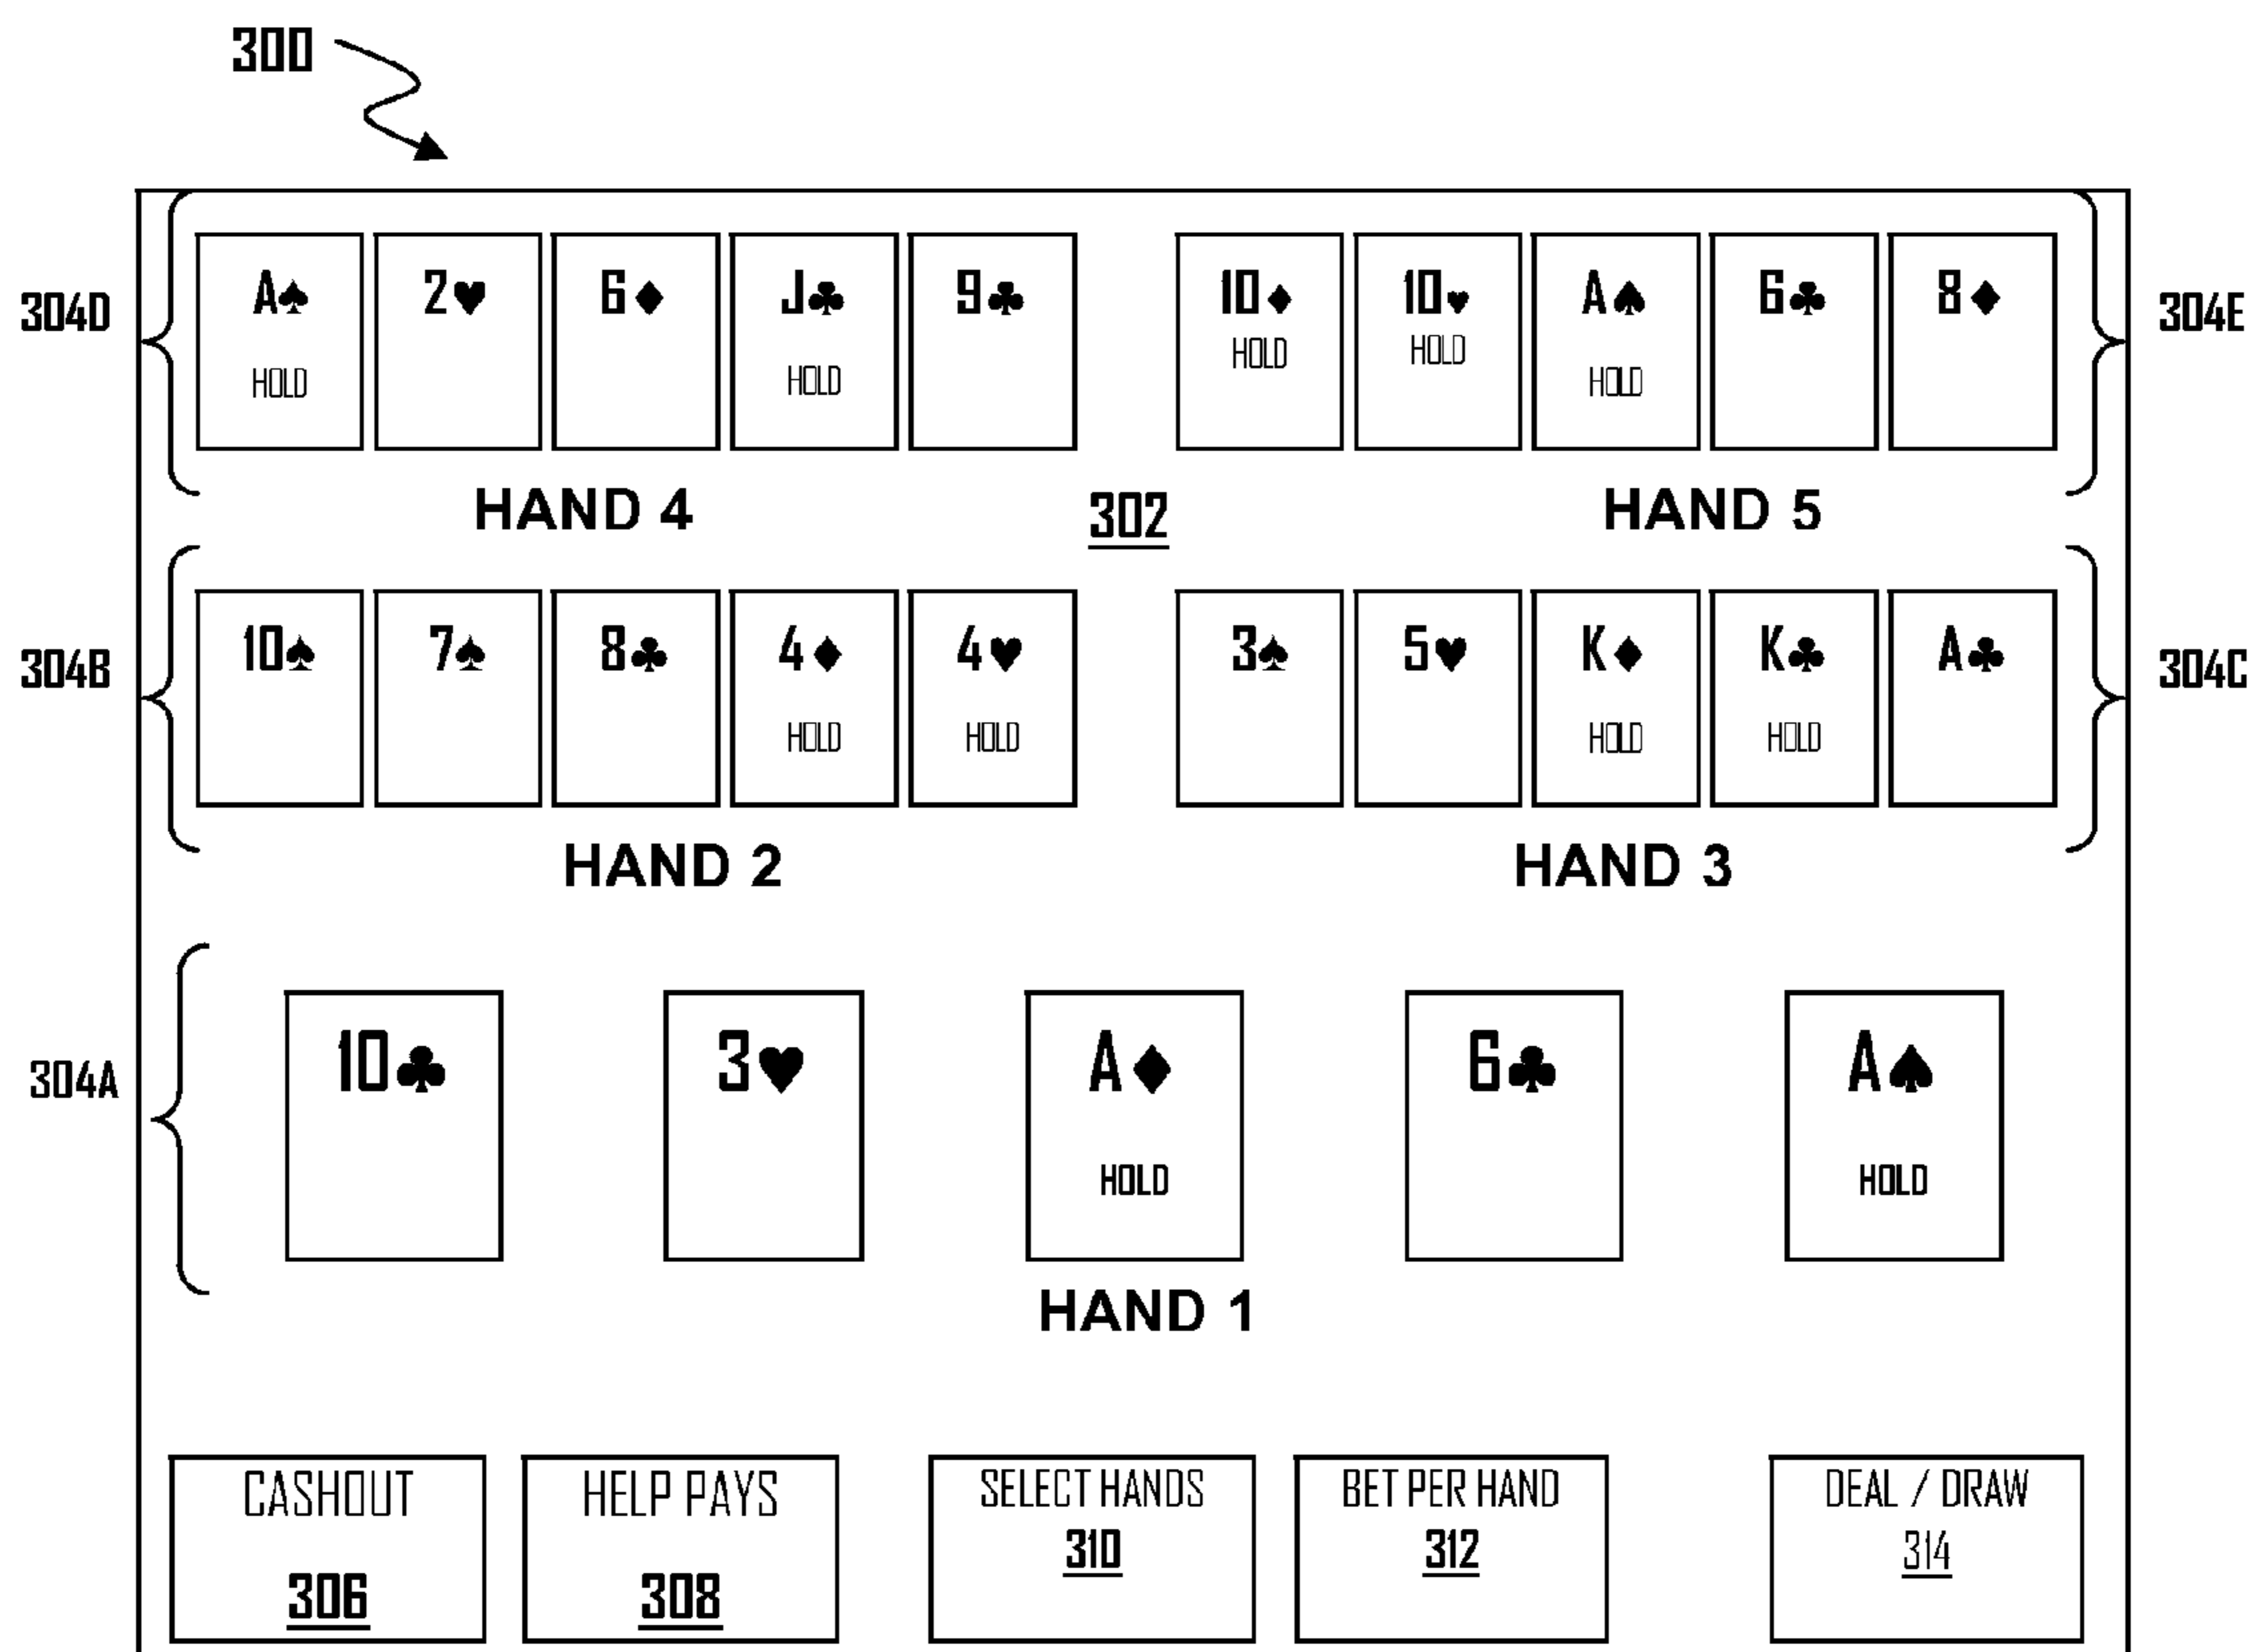 300
304D
A♠ 2♥ 6♦ J♣ 9♣
HOLD HOLD
HAND 4
10♦ 10♥ A♠ 6♣ 8♦
HOLD HOLD HOLD
HAND 5
304E
302
304B
10♠ 7♠ 8♣ 4♦ 4♥
HOLD HOLD
HAND 2
3♠ 5♥ K♦ K♣ A♣
HOLD HOLD
HAND 3
304C
304A
10♣ 3♥ A♦ 6♣ A♠
HOLD HOLD
HAND 1
CASHOUT
306
HELP PAYS
308
SELECT HANDS
310
BET PER HAND
312
DEAL / DRAW
314